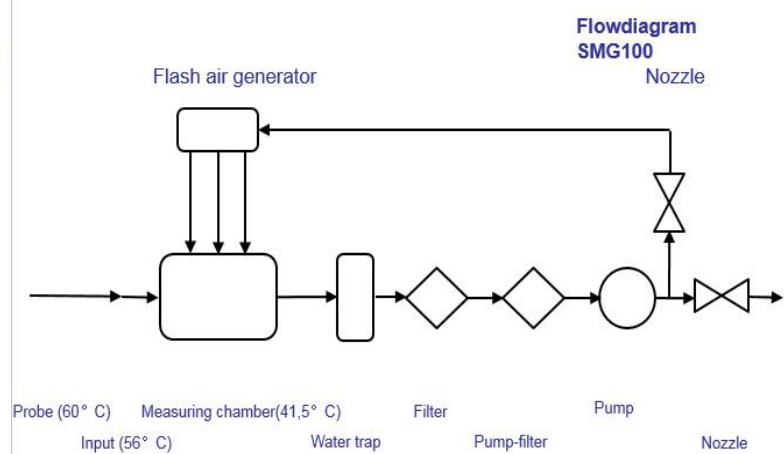 Flowdiagram
SMG100
Flash air generator
Nozzle
Probe (60° C)
Measuring chamber(41,5° C)
Filter
Pump
Input (56° C)
Water trap
Pump-filter
Nozzle